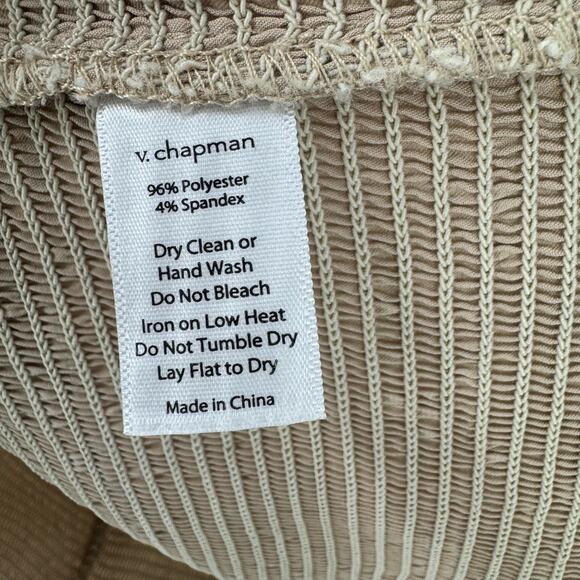 v. chapman
96% Polyester
4% Spandex
Dry Clean or
Hand Wash
Do Not Bleach
Iron on Low Heat
Do Not Tumble Dry
Lay Flat to Dry
Made in China